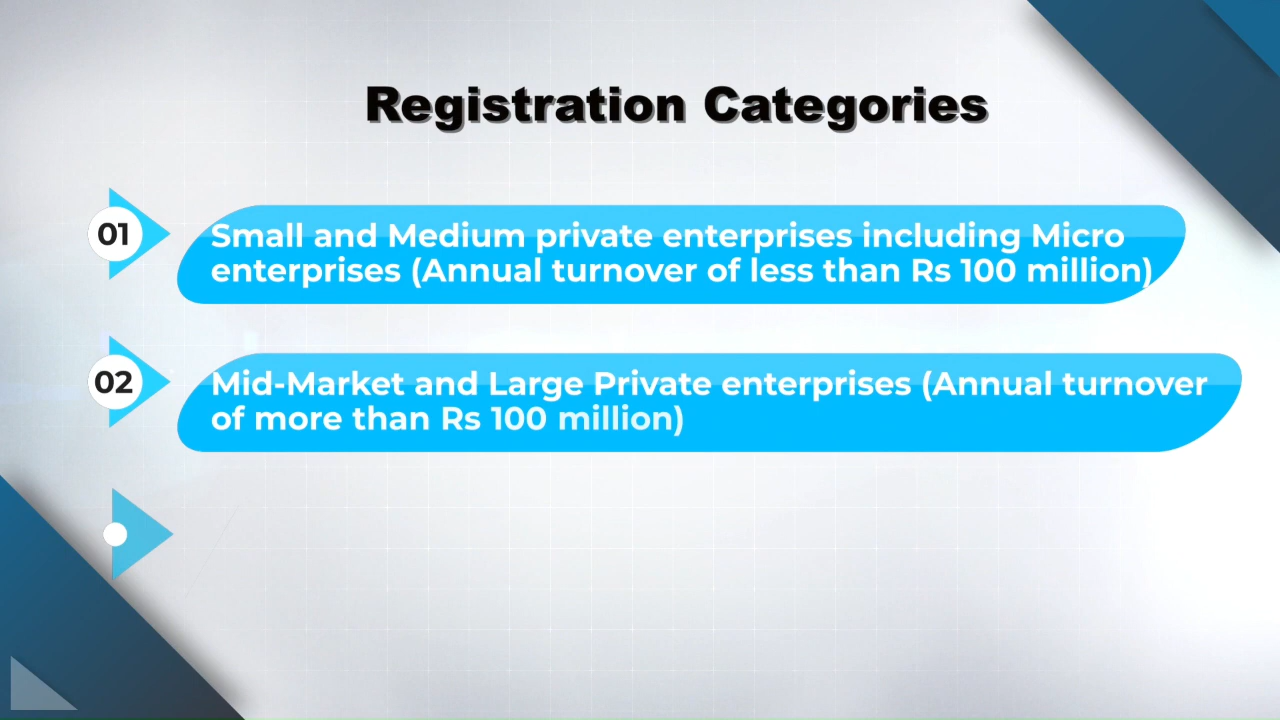 Registration Categories
01
Small and Medium private enterprises including Micro
enterprises (Annual turnover of less than Rs 100 million)
02
Mid-Market and Large Private enterprises (Annual turnover
of more than Rs 100 million)